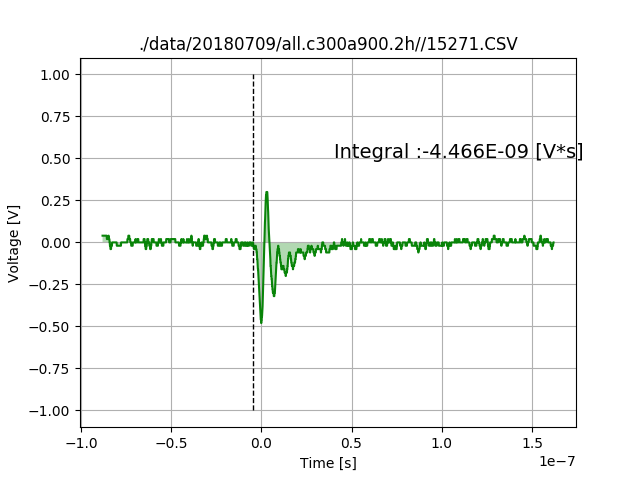 ./data/20180709/all.c300a900.2h//15271.CSV
1.00
0.75
0.50
0.25
0.00
−0.25
−0.50
−0.75
−1.00
Voltage [V]
Integral :-4.466E-09 [V*s]
−1.0 −0.5 0.0 0.5 1.0 1.5
1e−7
Time [s]